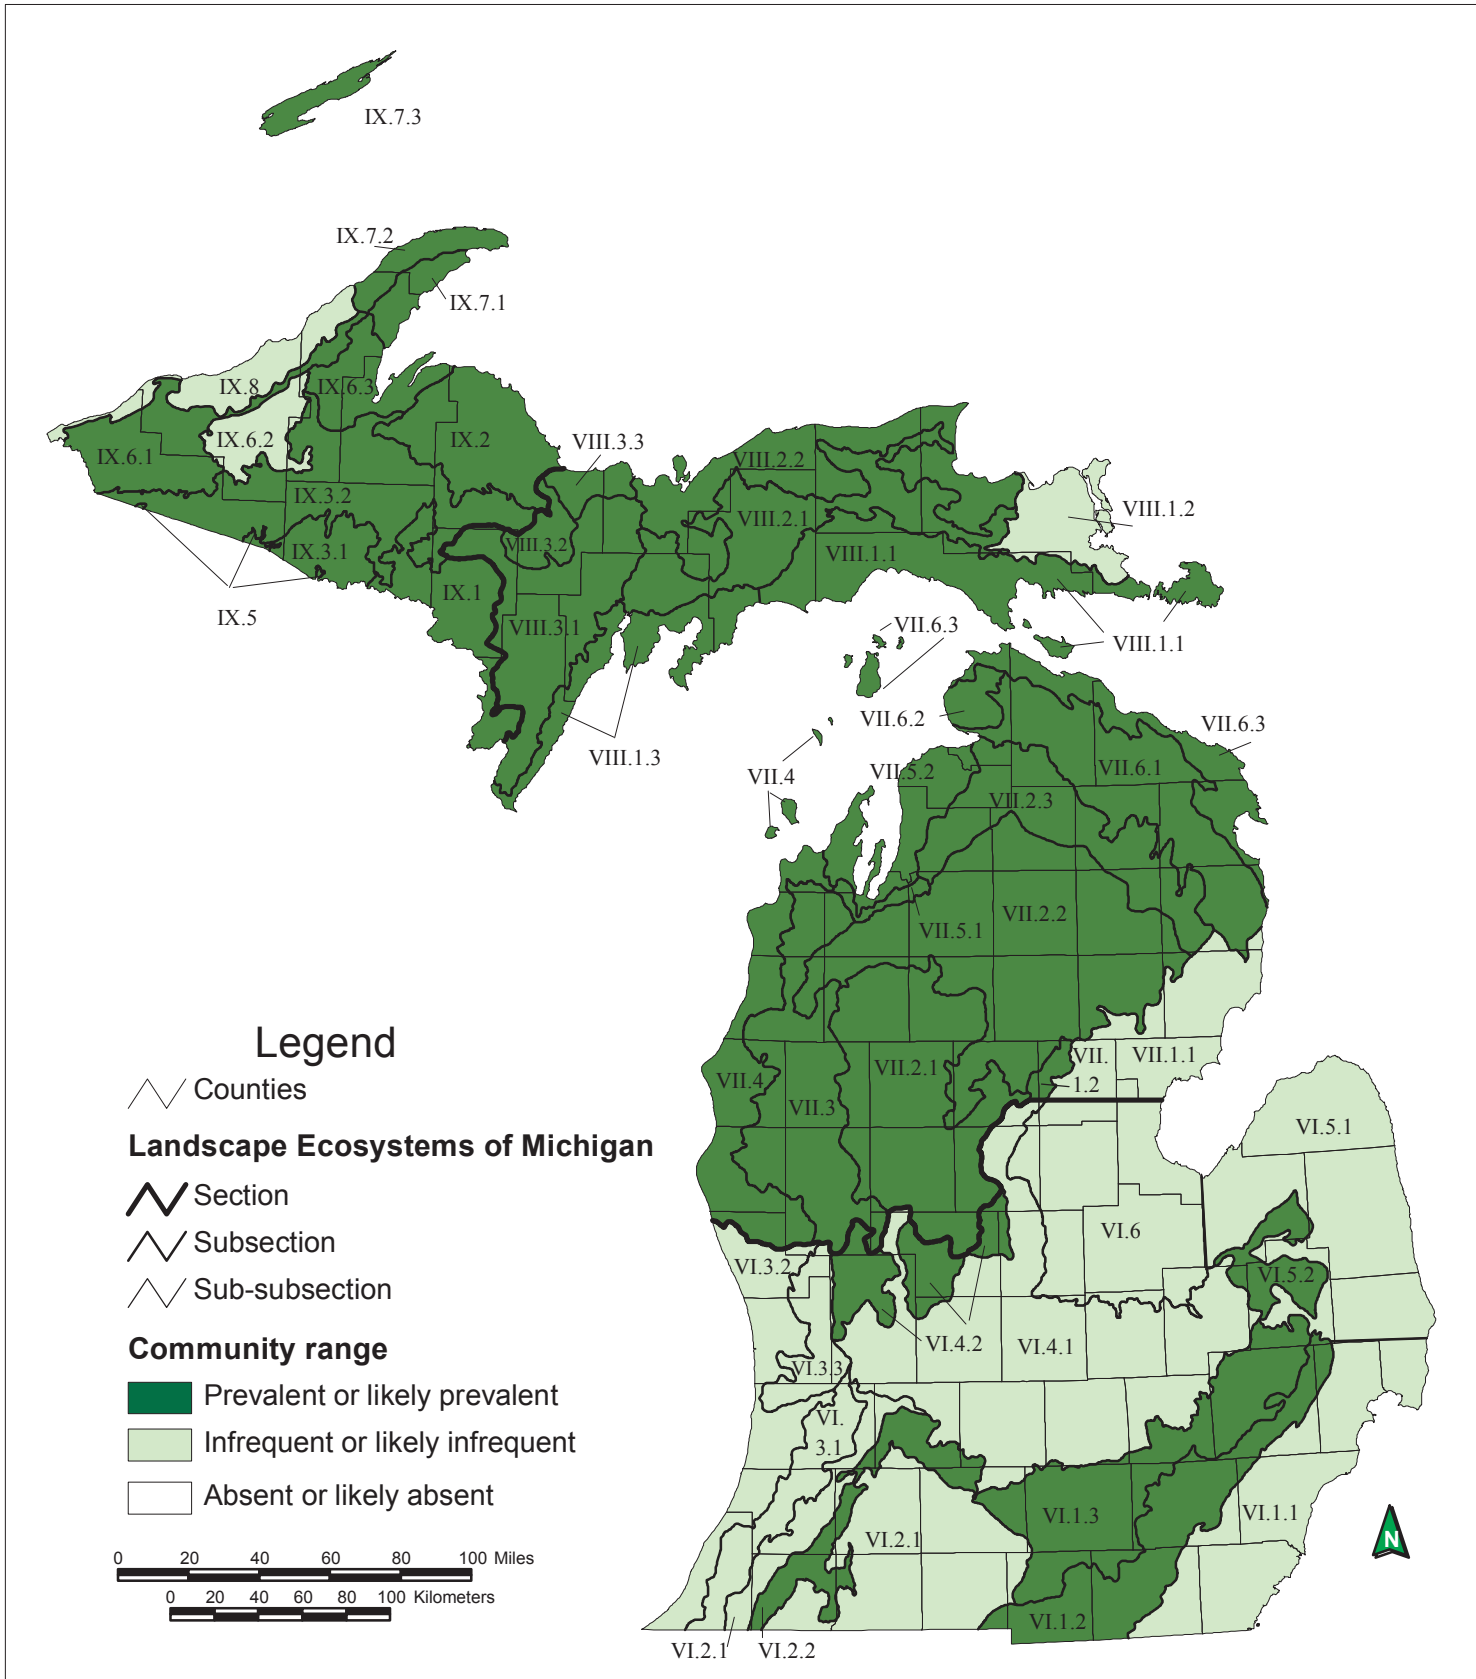 IX.7.3
IX.7.2
IX.7.1
IX.8
IX.6.3
IX.6.2
IX.6.1
IX.2
VIII.3.3
VIII.2.2
VIII.1.2
IX.3.2
VIII.2.1
VIII.3.2
IX.3.1
VIII.1.1
IX.1
IX.5
VIII.3.1
VII.6.3
VIII.1.1
VII.6.2
VII.6.3
VIII.1.3
VII.4
VII.5.2
VII.6.1
VII.2.3
VII.2.2
VII.5.1
VII.4
VII.3
VII.2.1
VII.
1.2
VII.1.1
VI.5.1
VI.6
VI.3.2
VI.5.2
VI.4.2
VI.4.1
VI.3.3
VI.
3.1
VI.1.3
VI.1.1
VI.2.1
VI.1.2
VI.2.1
VI.2.2
Legend
Counties
Landscape Ecosystems of Michigan
Section
Subsection
Sub-subsection
Community range
Prevalent or likely prevalent
Infrequent or likely infrequent
Absent or likely absent
0 20 40 60 80 100 Miles
0 20 40 60 80 100 Kilometers
N